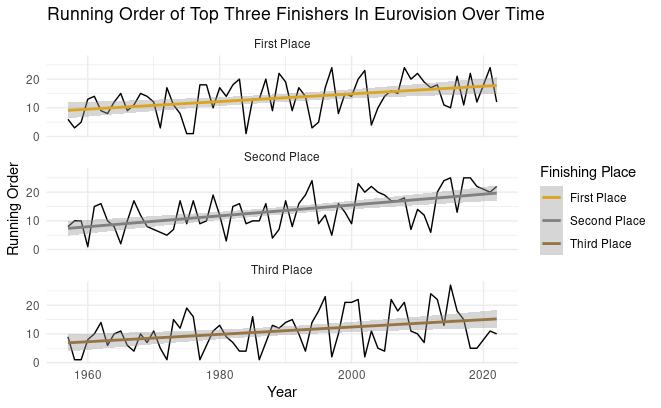 Running Order of Top Three Finishers In Eurovision Over Time
First Place
20
10
0
Second Place
20
10
0
Third Place
20
10
0
1960 1980 2000 2020
Year
Running Order
Finishing Place
First Place
Second Place
Third Place